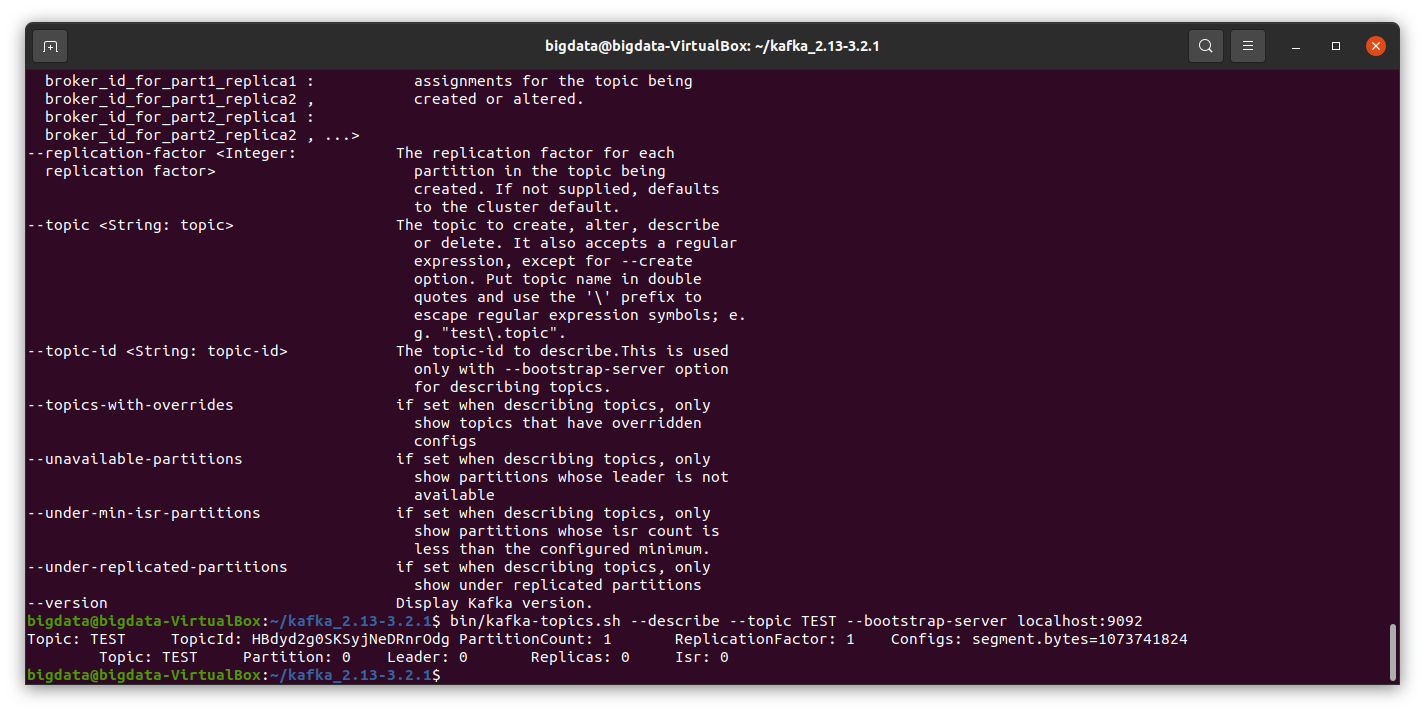 bigdata@bigdata-VirtualBox: ~/kafka_2.13-3.2.1
  broker_id_for_part1_replica1 :           assignments for the topic being
  broker_id_for_part1_replica2 ,           created or altered.
  broker_id_for_part2_replica1 :
  broker_id_for_part2_replica2 , ...>
--replication-factor <Integer:           The replication factor for each
  replication factor>                      partition in the topic being
                                           created. If not supplied, defaults
                                           to the cluster default.
--topic <String: topic>                  The topic to create, alter, describe
                                           or delete. It also accepts a regular
                                           expression, except for --create
                                           option. Put topic name in double
                                           quotes and use the '\' prefix to
                                           escape regular expression symbols; e.
                                           g. "test\.topic".
--topic-id <String: topic-id>            The topic-id to describe.This is used
                                           only with --bootstrap-server option
                                           for describing topics.
--topics-with-overrides                  if set when describing topics, only
                                           show topics that have overridden
                                           configs
--unavailable-partitions                 if set when describing topics, only
                                           show partitions whose leader is not
                                           available
--under-min-isr-partitions               if set when describing topics, only
                                           show partitions whose isr count is
                                           less than the configured minimum.
--under-replicated-partitions            if set when describing topics, only
                                           show under replicated partitions
--version                                Display Kafka version.
bigdata@bigdata-VirtualBox:~/kafka_2.13-3.2.1$ bin/kafka-topics.sh --describe --topic TEST --bootstrap-server localhost:9092
Topic: TEST     TopicId: HBdyd2g0SKSyjNeDRnrOdg PartitionCount: 1       ReplicationFactor: 1    Configs: segment.bytes=1073741824
        Topic: TEST     Partition: 0    Leader: 0       Replicas: 0     Isr: 0
bigdata@bigdata-VirtualBox:~/kafka_2.13-3.2.1$